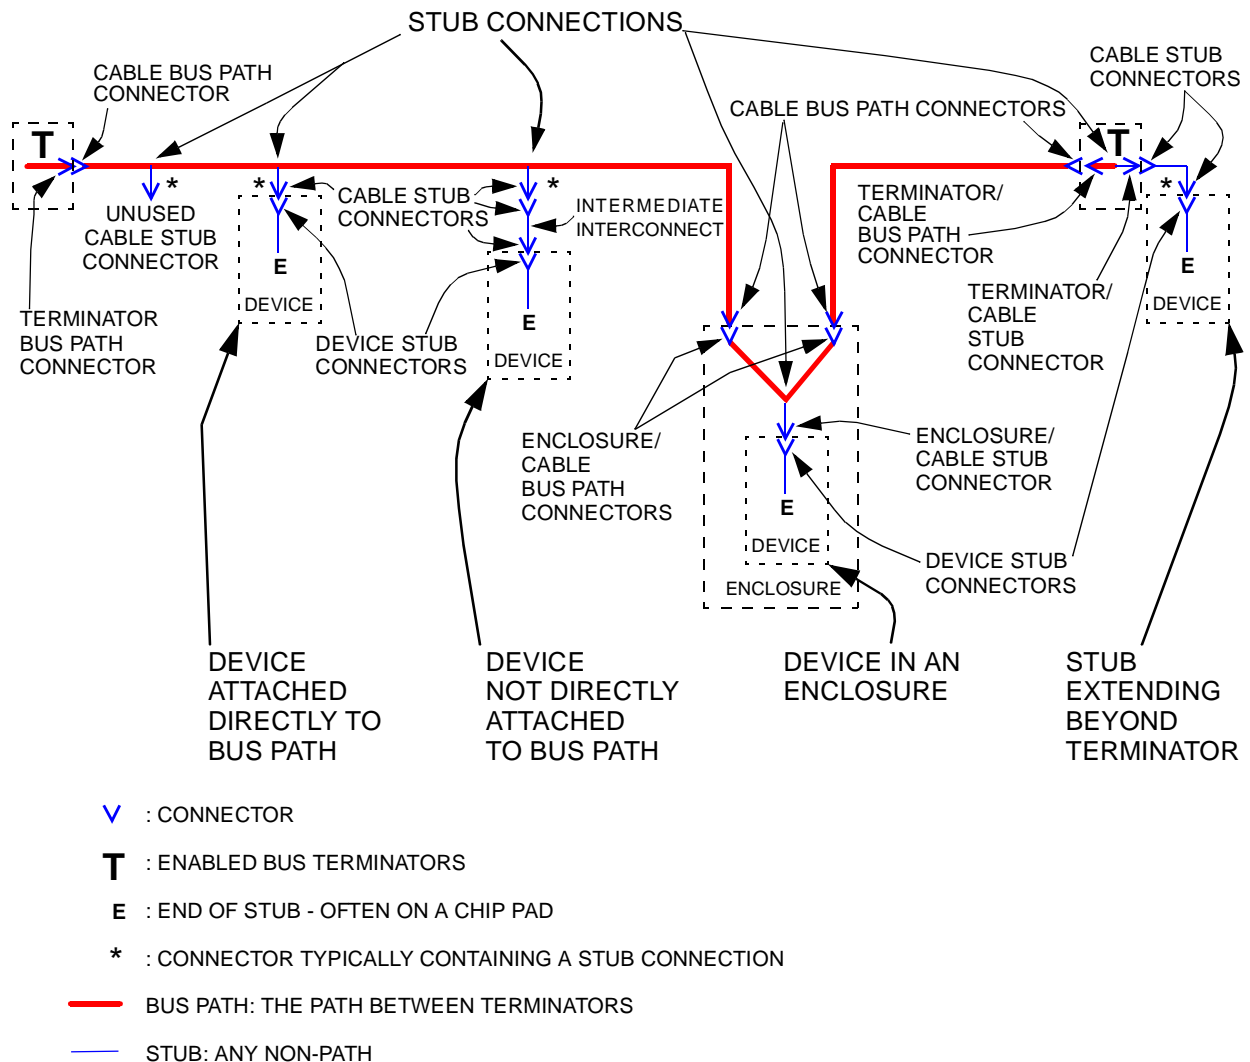 STUB CONNECTIONS
CABLE BUS PATH
CONNECTOR
CABLE STUB
CONNECTORS
CABLE BUS PATH CONNECTORS
T
T
*
*
*
*
UNUSED
CABLE STUB
CONNECTOR
CABLE STUB
CONNECTORS
INTERMEDIATE
INTERCONNECT
TERMINATOR/
CABLE
BUS PATH
CONNECTOR
E
DEVICE
E
DEVICE
E
DEVICE
TERMINATOR
BUS PATH
CONNECTOR
DEVICE STUB
CONNECTORS
TERMINATOR/
CABLE
STUB
CONNECTOR
ENCLOSURE/
CABLE
BUS PATH
CONNECTORS
ENCLOSURE/
CABLE STUB
CONNECTOR
E
DEVICE
ENCLOSURE
DEVICE STUB
CONNECTORS
DEVICE
ATTACHED
DIRECTLY TO
BUS PATH
DEVICE
NOT DIRECTLY
ATTACHED
TO BUS PATH
DEVICE IN AN
ENCLOSURE
STUB
EXTENDING
BEYOND
TERMINATOR
: CONNECTOR
T : ENABLED BUS TERMINATORS
E : END OF STUB - OFTEN ON A CHIP PAD
* : CONNECTOR TYPICALLY CONTAINING A STUB CONNECTION
BUS PATH: THE PATH BETWEEN TERMINATORS
STUB: ANY NON-PATH